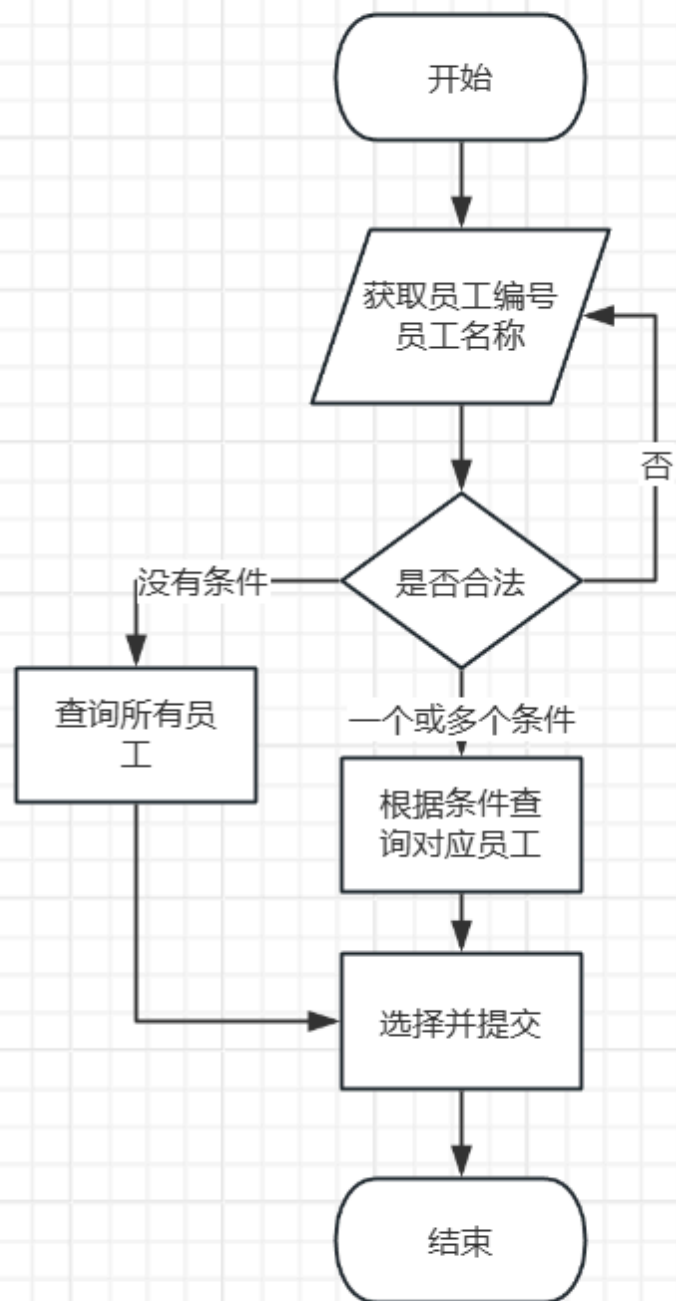 开始
获取员工编号
员工名称
否
是否合法
没有条件
查询所有员
工
一个或多个条件
根据条件查
询对应员工
选择并提交
结束